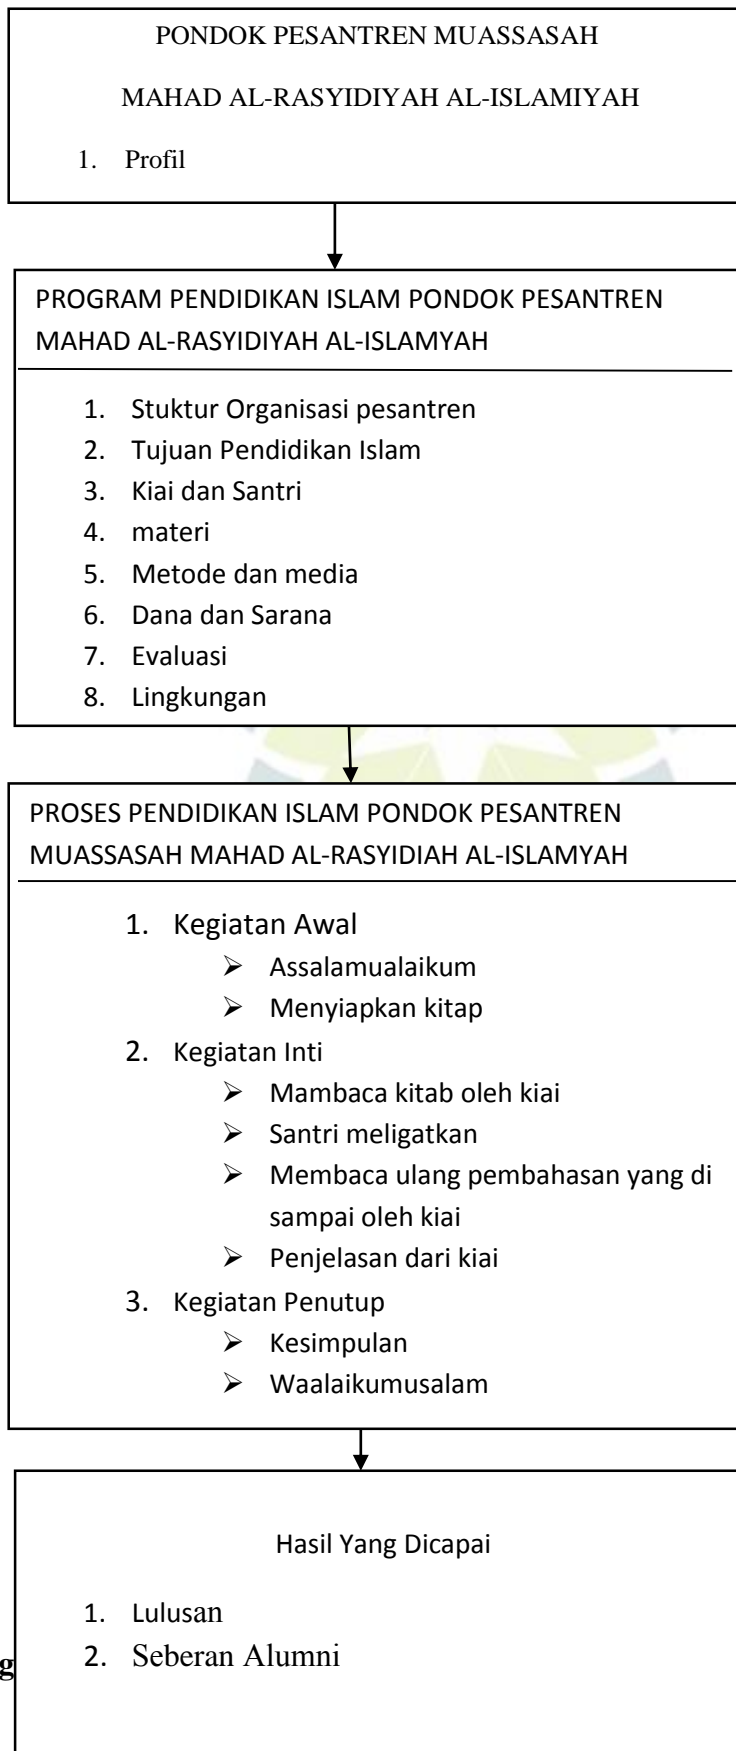 PONDOK PESANTREN MUASSASAH
MAHAD AL-RASYIDIYAH AL-ISLAMIYAH
1. Profil
PROGRAM PENDIDIKAN ISLAM PONDOK PESANTREN
MAHAD AL-RASYIDIYAH AL-ISLAMYAH
1. Stuktur Organisasi pesantren
2. Tujuan Pendidikan Islam
3. Kiai dan Santri
4. materi
5. Metode dan media
6. Dana dan Sarana
7. Evaluasi
8. Lingkungan
PROSES PENDIDIKAN ISLAM PONDOK PESANTREN
MUASSASAH MAHAD AL-RASYIDIAH AL-ISLAMYAH
1. Kegiatan Awal
➢ Assalamualaikum
➢ Menyiapkan kitap
2. Kegiatan Inti
➢ Mambaca kitab oleh kiai
➢ Santri meligatkan
➢ Membaca ulang pembahasan yang di
sampai oleh kiai
➢ Penjelasan dari kiai
3. Kegiatan Penutup
➢ Kesimpulan
➢ Waalaikumusalam
Hasil Yang Dicapai
1. Lulusan
2. Seberan Alumni
g